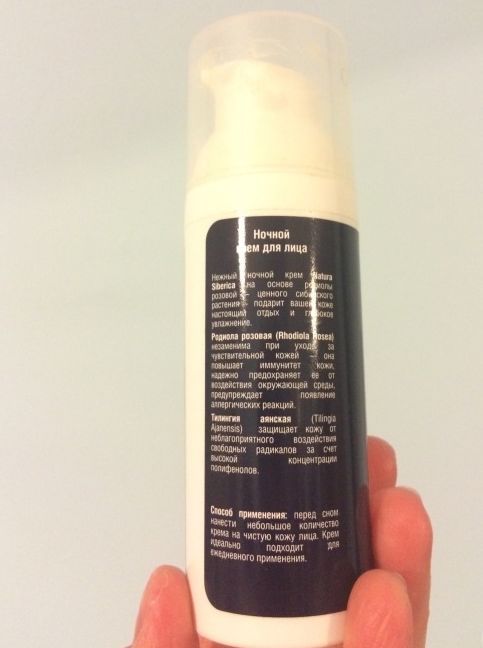 Ночной
крем для лица
Нежный ночной крем Natura
Siberica на основе родиолы
розовой – ценного сибирского
растения – подарит вашей коже
настоящий отдых и глубокое
увлажнение.
Родиола розовая (Rhodiola Rosea)
незаменима при уходе за
чувствительной кожей – она
повышает иммунитет кожи,
надежно предохраняет ее от
воздействия окружающей среды,
предупреждает появление
аллергических реакций.
Тилингия аянская (Tilingia
Ajanensis) защищает кожу от
неблагоприятного воздействия
свободных радикалов за счет
высокой концентрации
полифенолов.
Способ применения: перед сном
нанести небольшое количество
крема на чистую кожу лица. Крем
идеально подходит для
ежедневного применения.